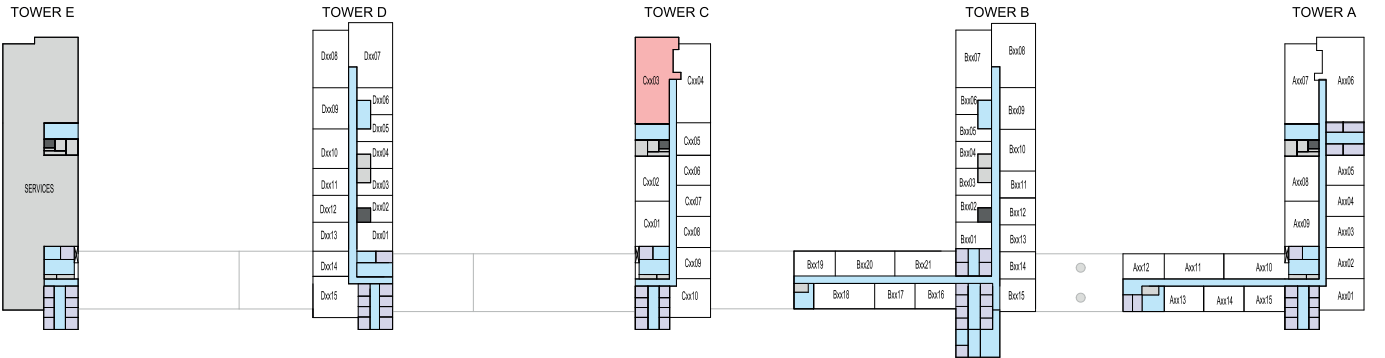 TOWER E
TOWER D
TOWER C
TOWER B
TOWER A
SERVICES
Dxx08
Dxx07
Dxx09
Dxx06
Dxx05
Dxx10
Dxx04
Dxx11
Dxx03
Dxx12
Dxx02
Dxx13
Dxx01
Dxx14
Dxx15
Cxx03
Cxx04
Cxx05
Cxx06
Cxx02
Cxx07
Cxx01
Cxx08
Cxx09
Cxx10
Bxx07
Bxx08
Bxx06
Bxx09
Bxx05
Bxx04
Bxx10
Bxx03
Bxx11
Bxx02
Bxx12
Bxx01
Bxx13
Bxx19
Bxx20
Bxx21
Bxx14
Bxx18
Bxx17
Bxx16
Bxx15
Axx07
Axx06
Axx08
Axx05
Axx04
Axx09
Axx03
Axx12
Axx11
Axx10
Axx02
Axx13
Axx14
Axx15
Axx01